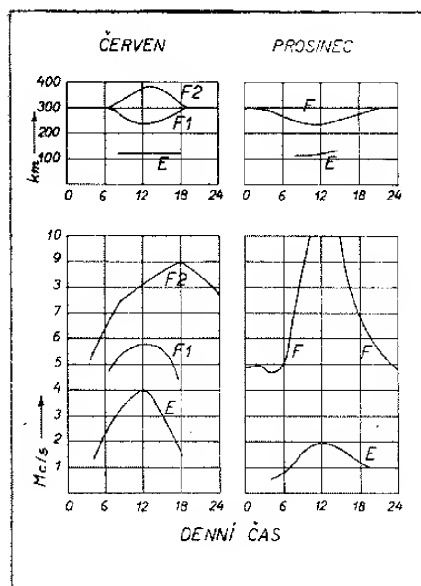 ČERVEN PROSINEC
400
300
200
100
km
F2
F1
E
F
E
0 6 12 18 24 0 6 12 18 24
10
9
8
7
6
5
4
3
2
1
Mc/s
F2
F1
E
F F
E
0 6 12 18 24 0 6 12 18 24
DENNÍ ČAS